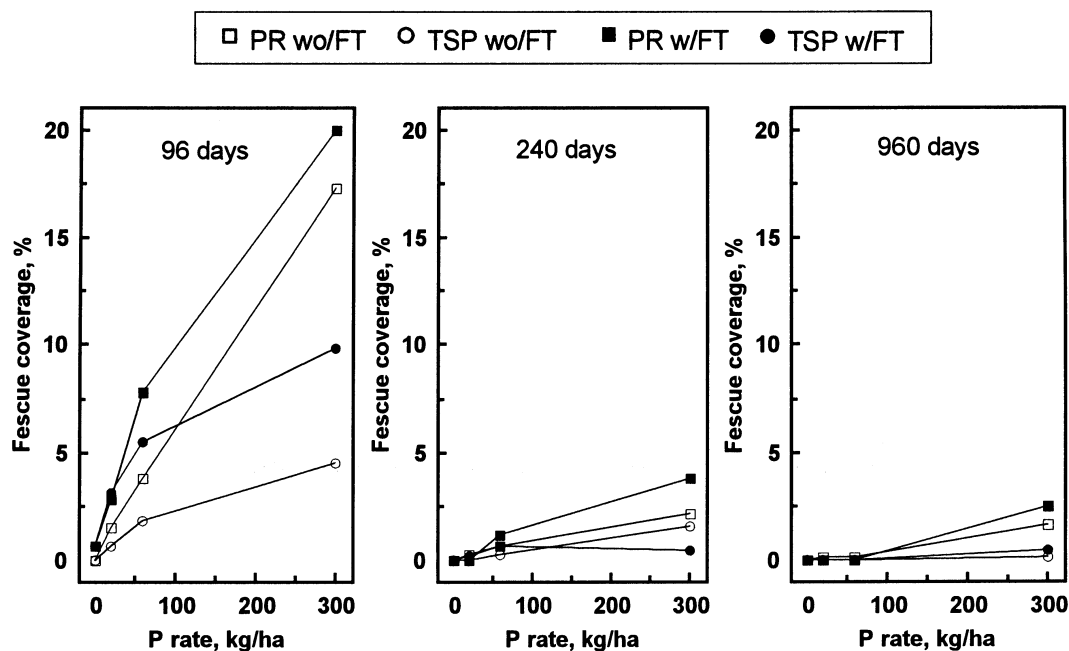 PR wo/FT TSP wo/FT PR w/FT TSP w/FT
96 days
20
15
10
5
0
Fescue coverage, %
0 100 200 300
P rate, kg/ha
240 days
20
15
10
5
0
Fescue coverage, %
0 100 200 300
P rate, kg/ha
960 days
20
15
10
5
0
Fescue coverage, %
0 100 200 300
P rate, kg/ha